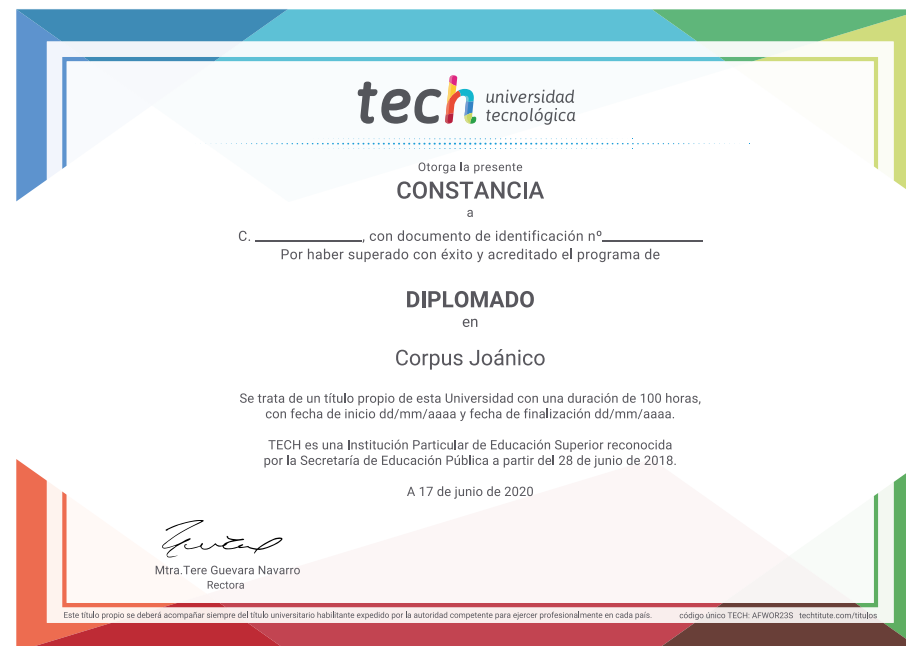 tech universidad
tecnológica
Otorga la presente
CONSTANCIA
a
C. ______________, con documento de identificación nº_____________
Por haber superado con éxito y acreditado el programa de
DIPLOMADO
en
Corpus Joánico
Se trata de un título propio de esta Universidad con una duración de 100 horas,
con fecha de inicio dd/mm/aaaa y fecha de finalización dd/mm/aaaa.
TECH es una Institución Particular de Educación Superior reconocida
por la Secretaría de Educación Pública a partir del 28 de junio de 2018.
A 17 de junio de 2020
Mtra.Tere Guevara Navarro
Rectora
Este título propio se deberá acompañar siempre del título universitario habilitante expedido por la autoridad competente para ejercer profesionalmente en cada país. código único TECH: AFWOR23S techtitute.com/titulos